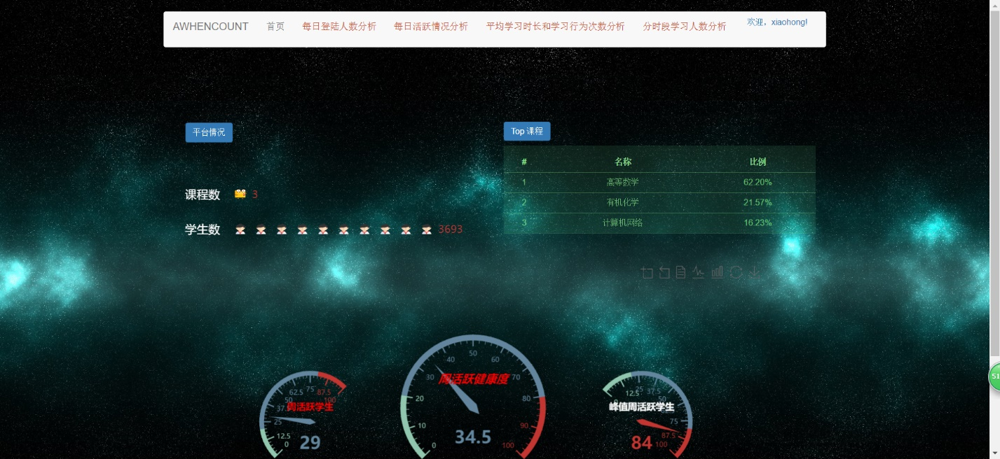 AWHENCOUNT 首页 每日登陆人数分析 每日活跃情况分析 平均学习时长和学习行为次数分析 分时段学习人数分析 欢迎，xiaohong!
平台情况
课程数 3
学生数 3693
Top 课程
# 名称 比例
1 高等数学 62.20%
2 有机化学 21.57%
3 计算机网络 16.23%
0 12.5 25 37.5 50 62.5 75 87.5 100
周活跃学生
29
0 10 20 30 40 50 60 70 80 90 100
周活跃健康度
34.5
0 12.5 25 37.5 50 62.5 75 87.5 100
峰值周活跃学生
84
51